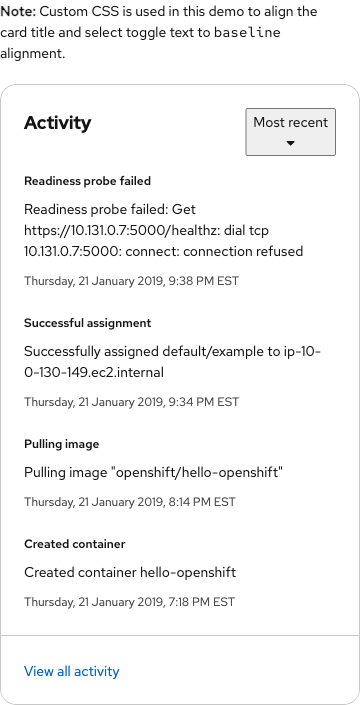 Note: Custom CSS is used in this demo to align the
card title and select toggle text to baseline
alignment.
Activity
Most recent
Readiness probe failed
Readiness probe failed: Get
https://10.131.0.7:5000/healthz: dial tcp
10.131.0.7:5000: connect: connection refused
Thursday, 21 January 2019, 9:38 PM EST
Successful assignment
Successfully assigned default/example to ip-10-
0-130-149.ec2.internal
Thursday, 21 January 2019, 9:34 PM EST
Pulling image
Pulling image "openshift/hello-openshift"
Thursday, 21 January 2019, 8:14 PM EST
Created container
Created container hello-openshift
Thursday, 21 January 2019, 7:18 PM EST
View all activity